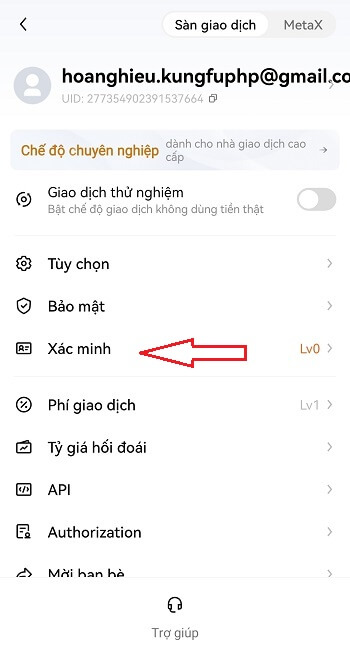 Sàn giao dịch MetaX
hoanghieu.kungfuphp@gmail.co
UID: 277354902391537664
Chế độ chuyên nghiệp dành cho nhà giao dịch cao
cấp
Giao dịch thử nghiệm
Bật chế độ giao dịch không dùng tiền thật
Tùy chọn
Bảo mật
Xác minh Lv0
Phí giao dịch Lv1
Tỷ giá hối đoái
API
Authorization
Mời bạn bè
Trợ giúp